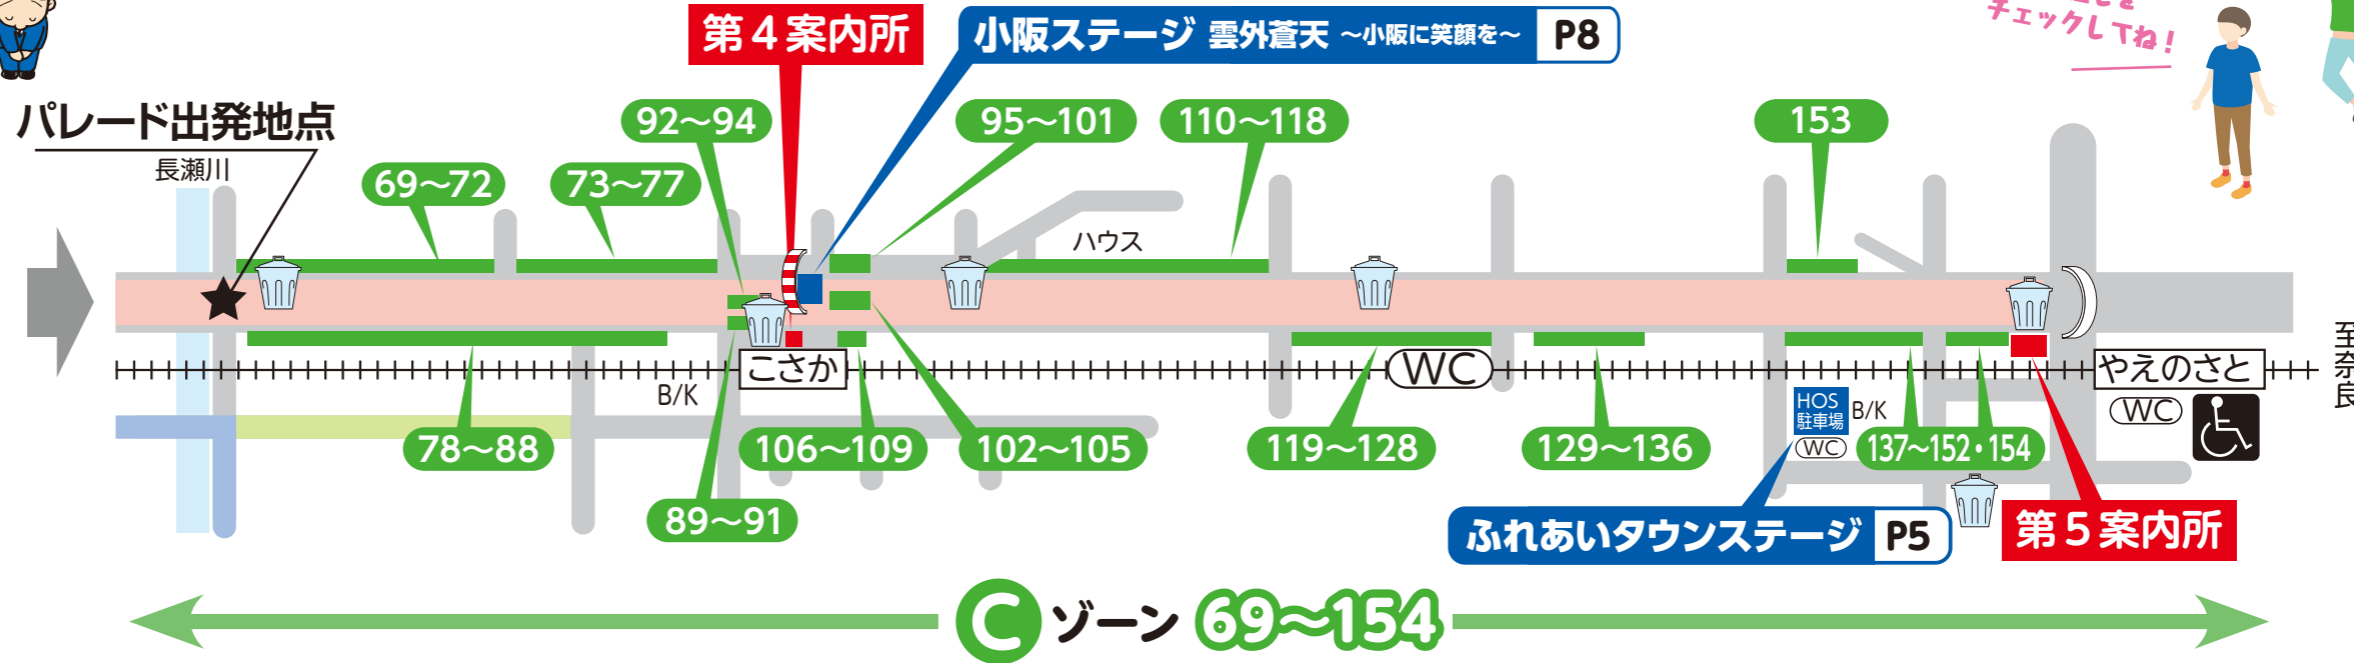 第4案内所
小阪ステージ 雲外蒼天 ～小阪に笑顔を～ P8
チェックしてね！
パレード出発地点
長瀬川
92～94
95～101
110～118
153
69～72
73～77
ハウス
こさか
WC
やえのさと
至奈良
B/K
HOS
駐車場
B/K
WC
WC
78～88
106～109
102～105
119～128
129～136
137～152・154
89～91
ふれあいタウンステージ P5
第5案内所
C ゾーン 69～154